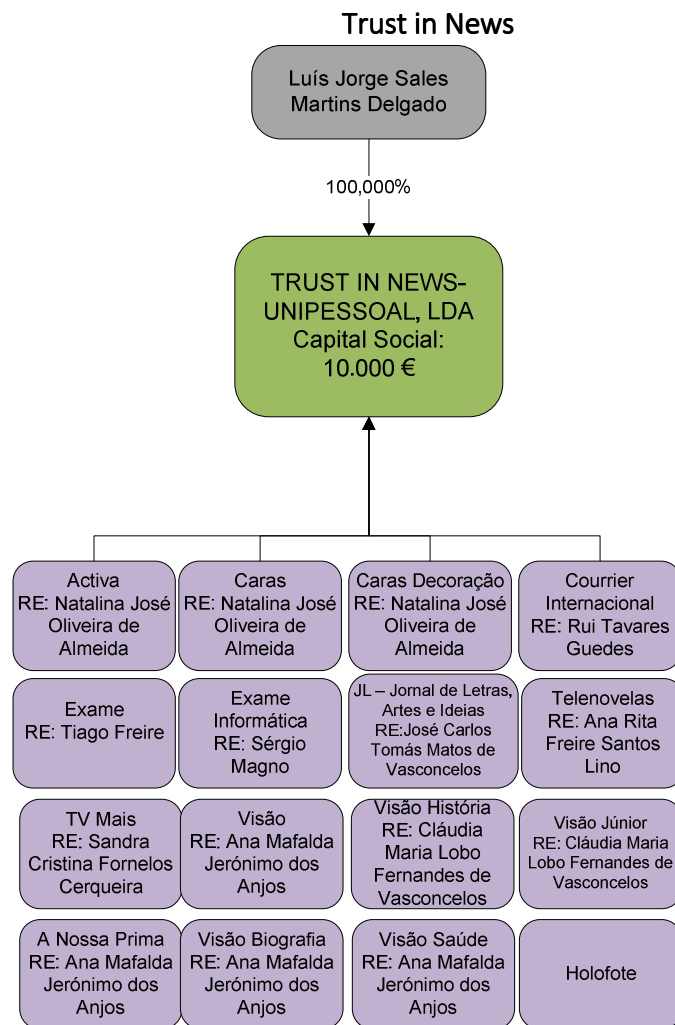 Trust in News
Luís Jorge Sales
Martins Delgado
100,000%
TRUST IN NEWS-
UNIPESSOAL, LDA
Capital Social:
10.000 €
Activa
RE: Natalina José
Oliveira de
Almeida
Caras
RE: Natalina José
Oliveira de
Almeida
Caras Decoração
RE: Natalina José
Oliveira de
Almeida
Courrier
Internacional
RE: Rui Tavares
Guedes
Exame
RE: Tiago Freire
Exame
Informática
RE: Sérgio
Magno
JL – Jornal de Letras,
Artes e Ideias
RE:José Carlos
Tomás Matos de
Vasconcelos
Telenovelas
RE: Ana Rita
Freire Santos
Lino
TV Mais
RE: Sandra
Cristina Fornelos
Cerqueira
Visão
RE: Ana Mafalda
Jerónimo dos
Anjos
Visão História
RE: Cláudia
Maria Lobo
Fernandes de
Vasconcelos
Visão Júnior
RE: Cláudia Maria
Lobo Fernandes de
Vasconcelos
A Nossa Prima
RE: Ana Mafalda
Jerónimo dos
Anjos
Visão Biografia
RE: Ana Mafalda
Jerónimo dos
Anjos
Visão Saúde
RE: Ana Mafalda
Jerónimo dos
Anjos
Holofote